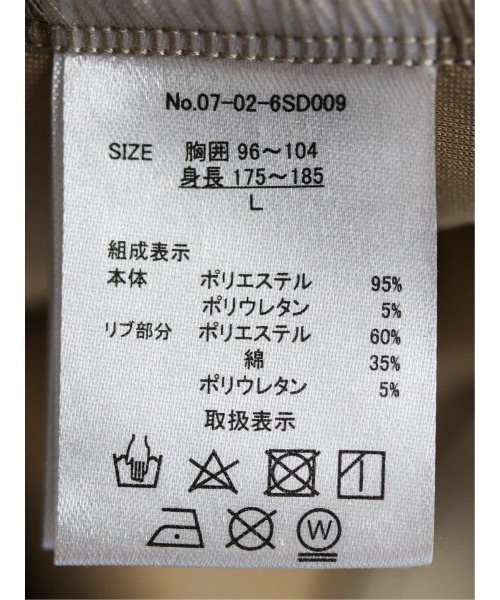 No.07-02-6SD009
SIZE 胸囲 96～104
身長 175～185
L
組成表示
本体 ポリエステル 95%
ポリウレタン 5%
リブ部分 ポリエステル 60%
綿 35%
ポリウレタン 5%
取扱表示
W